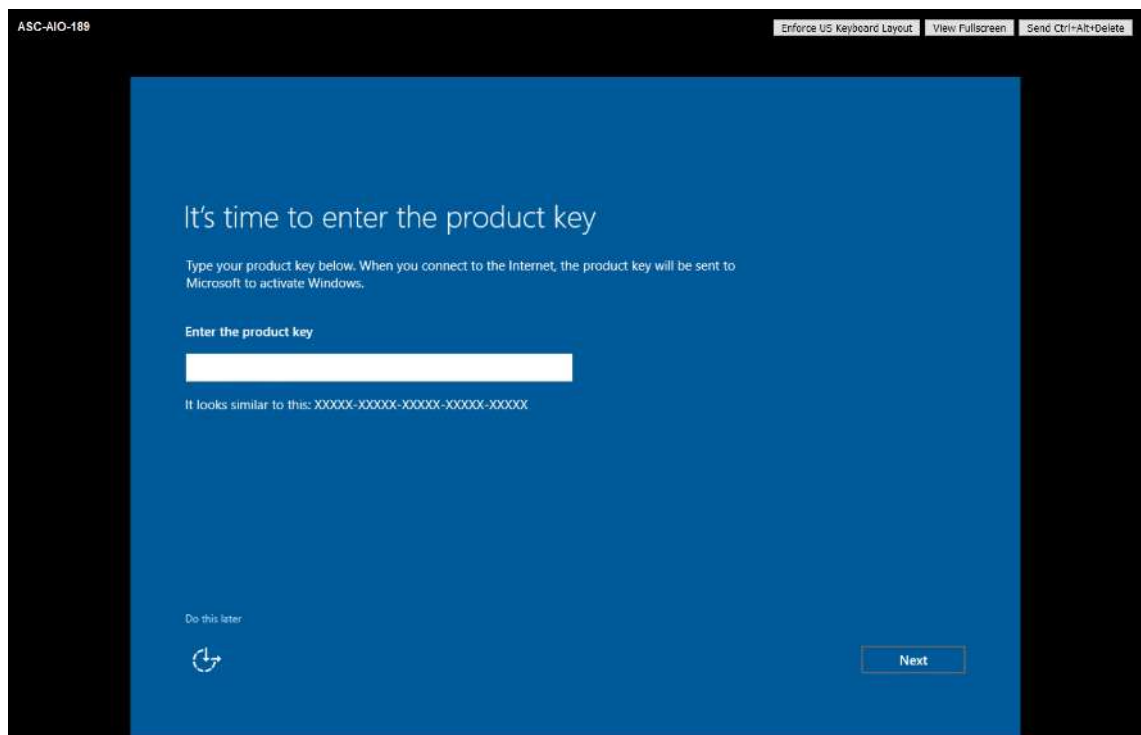 ASC-AIO-189
Enforce US Keyboard Layout View Fullscreen Send Ctrl+Alt+Delete
It's time to enter the product key
Type your product key below. When you connect to the Internet, the product key will be sent to
Microsoft to activate Windows.
Enter the product key
It looks similar to this: XXXXX-XXXXX-XXXXX-XXXXX-XXXXX
Do this later
Next